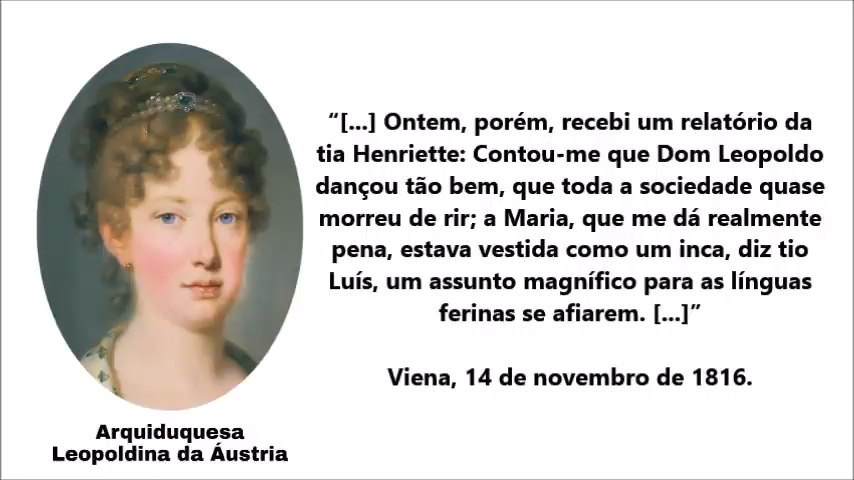 “[...] Ontem, porém, recebi um relatório da
tia Henriette: Contou-me que Dom Leopoldo
dançou tão bem, que toda a sociedade quase
morreu de rir; a Maria, que me dá realmente
pena, estava vestida como um inca, diz tio
Luís, um assunto magnífico para as línguas
ferinas se afiarem. [...]”
Viena, 14 de novembro de 1816.
Arquiduquesa
Leopoldina da Áustria